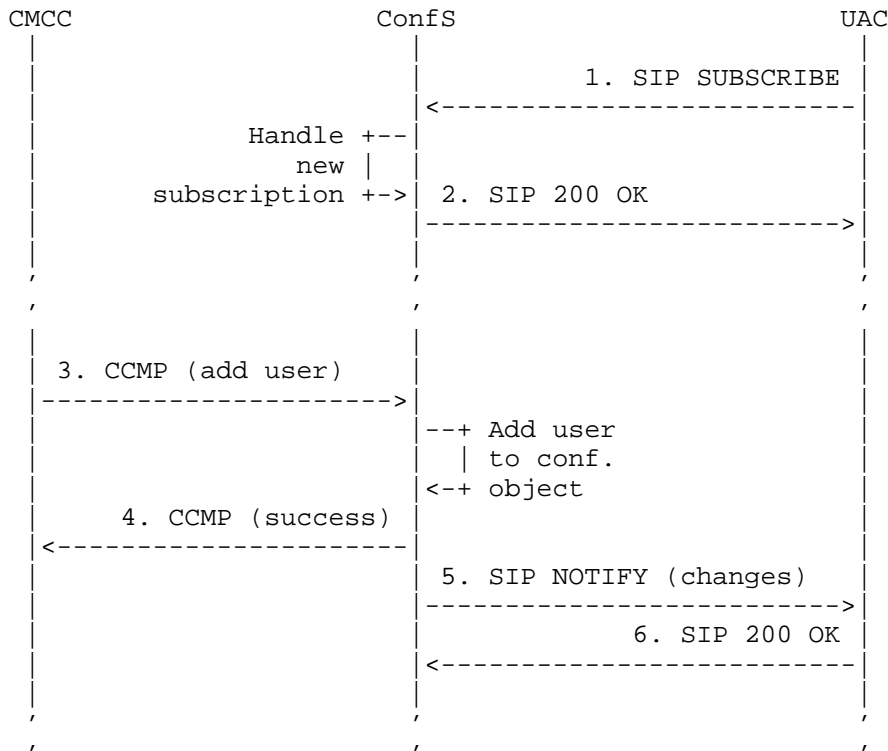 CMCC ConfS UAC
1. SIP SUBSCRIBE
Handle
new
subscription 2. SIP 200 OK
3. CCMP (add user)
Add user
to conf.
object
4. CCMP (success)
5. SIP NOTIFY (changes)
6. SIP 200 OK